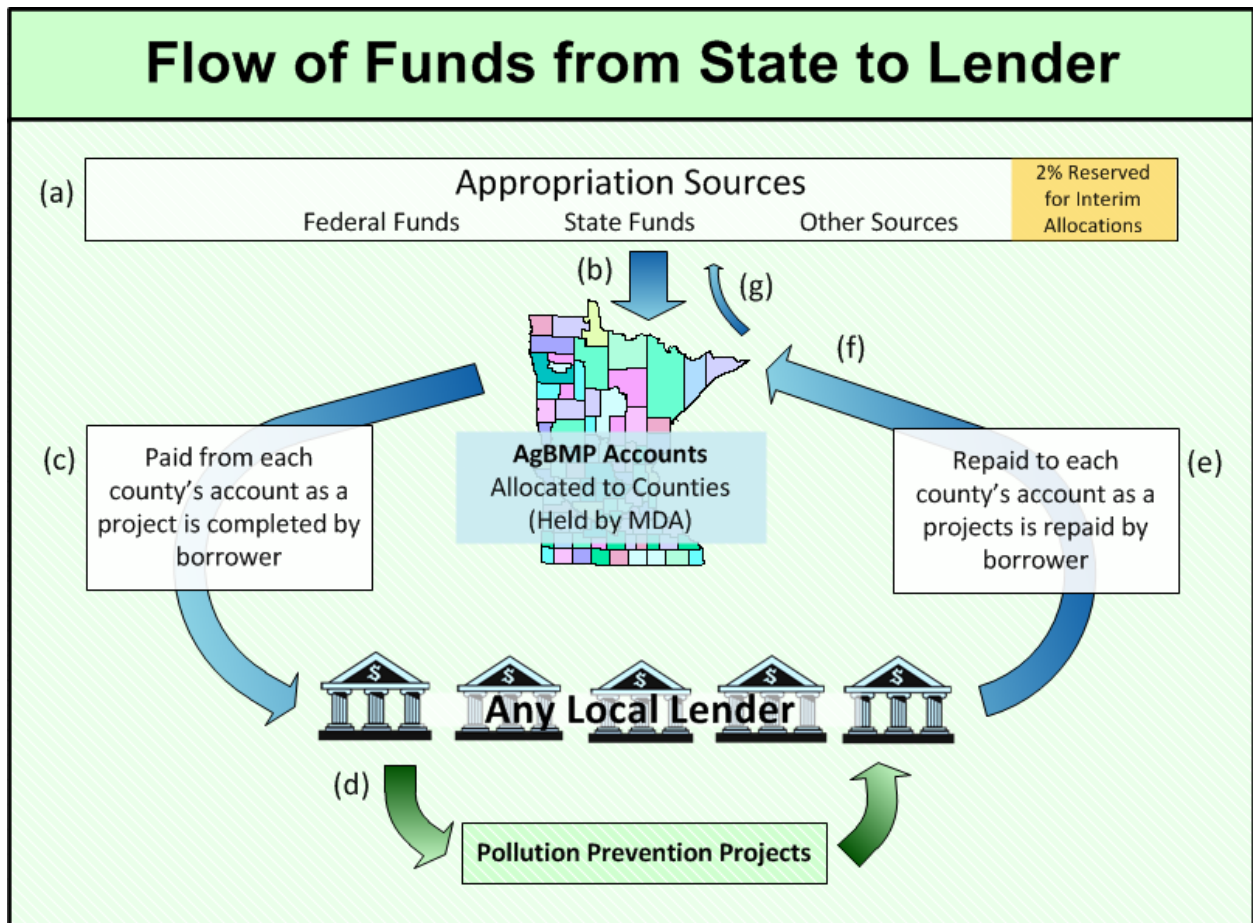 Flow of Funds from State to Lender
(a)
Appropriation Sources
Federal Funds State Funds Other Sources
2% Reserved
for Interim
Allocations
(b)
(g)
(f)
(c)
Paid from each
county's account as a
project is completed by
borrower
AgBMP Accounts
Allocated to Counties
(Held by MDA)
Repaid to each
county's account as a
projects is repaid by
borrower
(e)
$ $ $ $ $
Any Local Lender
(d)
Pollution Prevention Projects